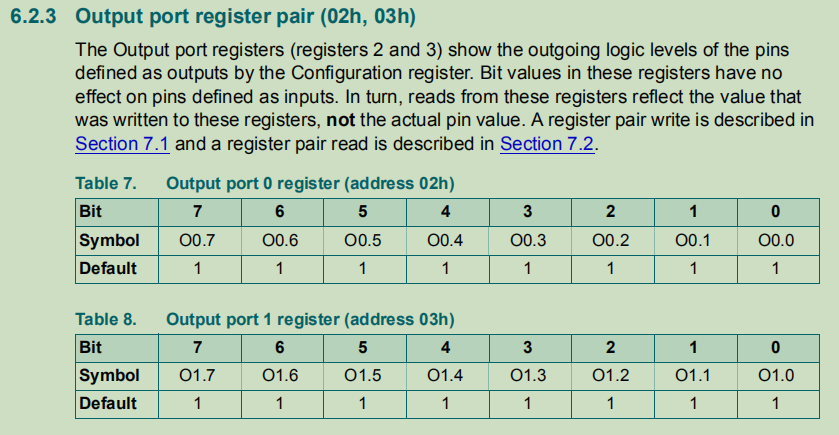 6.2.3 Output port register pair (02h, 03h)
The Output port registers (registers 2 and 3) show the outgoing logic levels of the pins
defined as outputs by the Configuration register. Bit values in these registers have no
effect on pins defined as inputs. In turn, reads from these registers reflect the value that
was written to these registers, not the actual pin value. A register pair write is described in
Section 7.1 and a register pair read is described in Section 7.2.
Table 7. Output port 0 register (address 02h)
Bit 7 6 5 4 3 2 1 0
Symbol O0.7 O0.6 O0.5 O0.4 O0.3 O0.2 O0.1 O0.0
Default 1 1 1 1 1 1 1 1
Table 8. Output port 1 register (address 03h)
Bit 7 6 5 4 3 2 1 0
Symbol O1.7 O1.6 O1.5 O1.4 O1.3 O1.2 O1.1 O1.0
Default 1 1 1 1 1 1 1 1